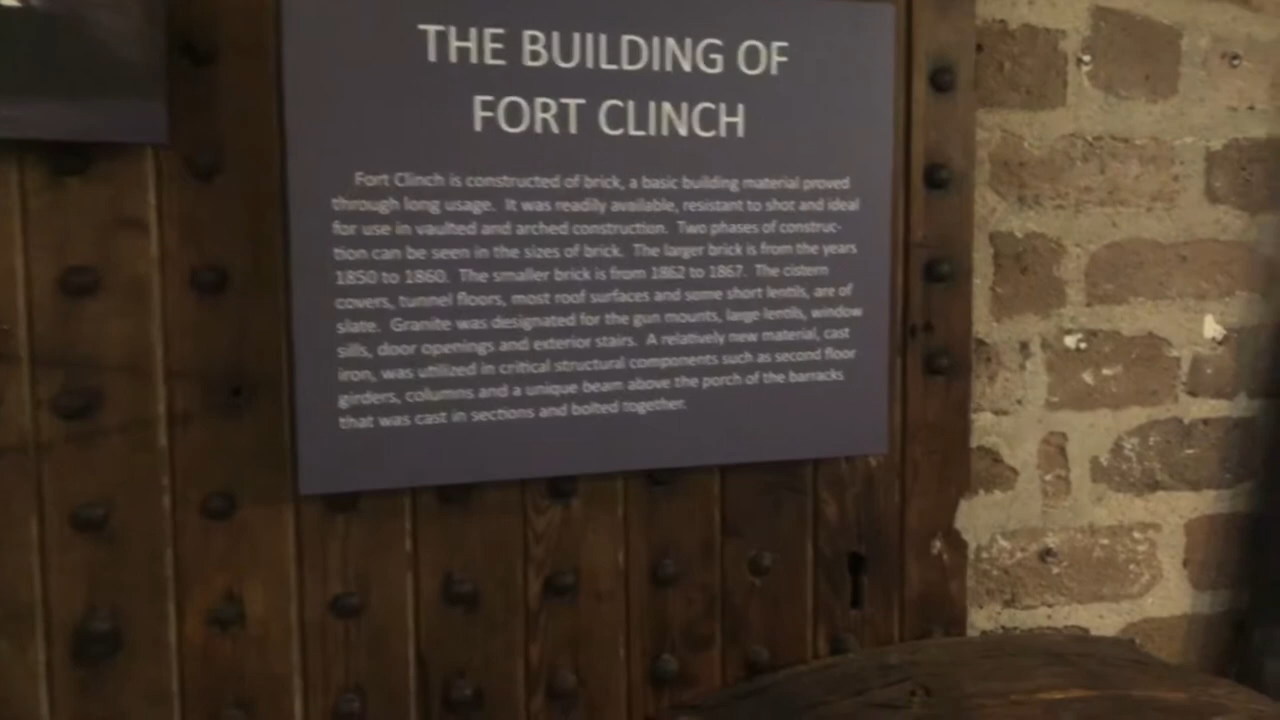 THE BUILDING OF
FORT CLINCH
Fort Clinch is constructed of brick, a basic building material proved
through long usage. It was readily available, resistant to shot and ideal
for use in vaulted and arched construction. Two phases of construc-
tion can be seen in the sizes of brick. The larger brick is from the years
1850 to 1860. The smaller brick is from 1862 to 1867. The cistern
covers, tunnel floors, most roof surfaces and some short lentils, are of
slate. Granite was designated for the gun mounts, large lentils, window
sills, door openings and exterior stairs. A relatively new material, cast
iron, was utilized in critical structural components such as second floor
girders, columns and a unique beam above the porch of the barracks
that was cast in sections and bolted together.